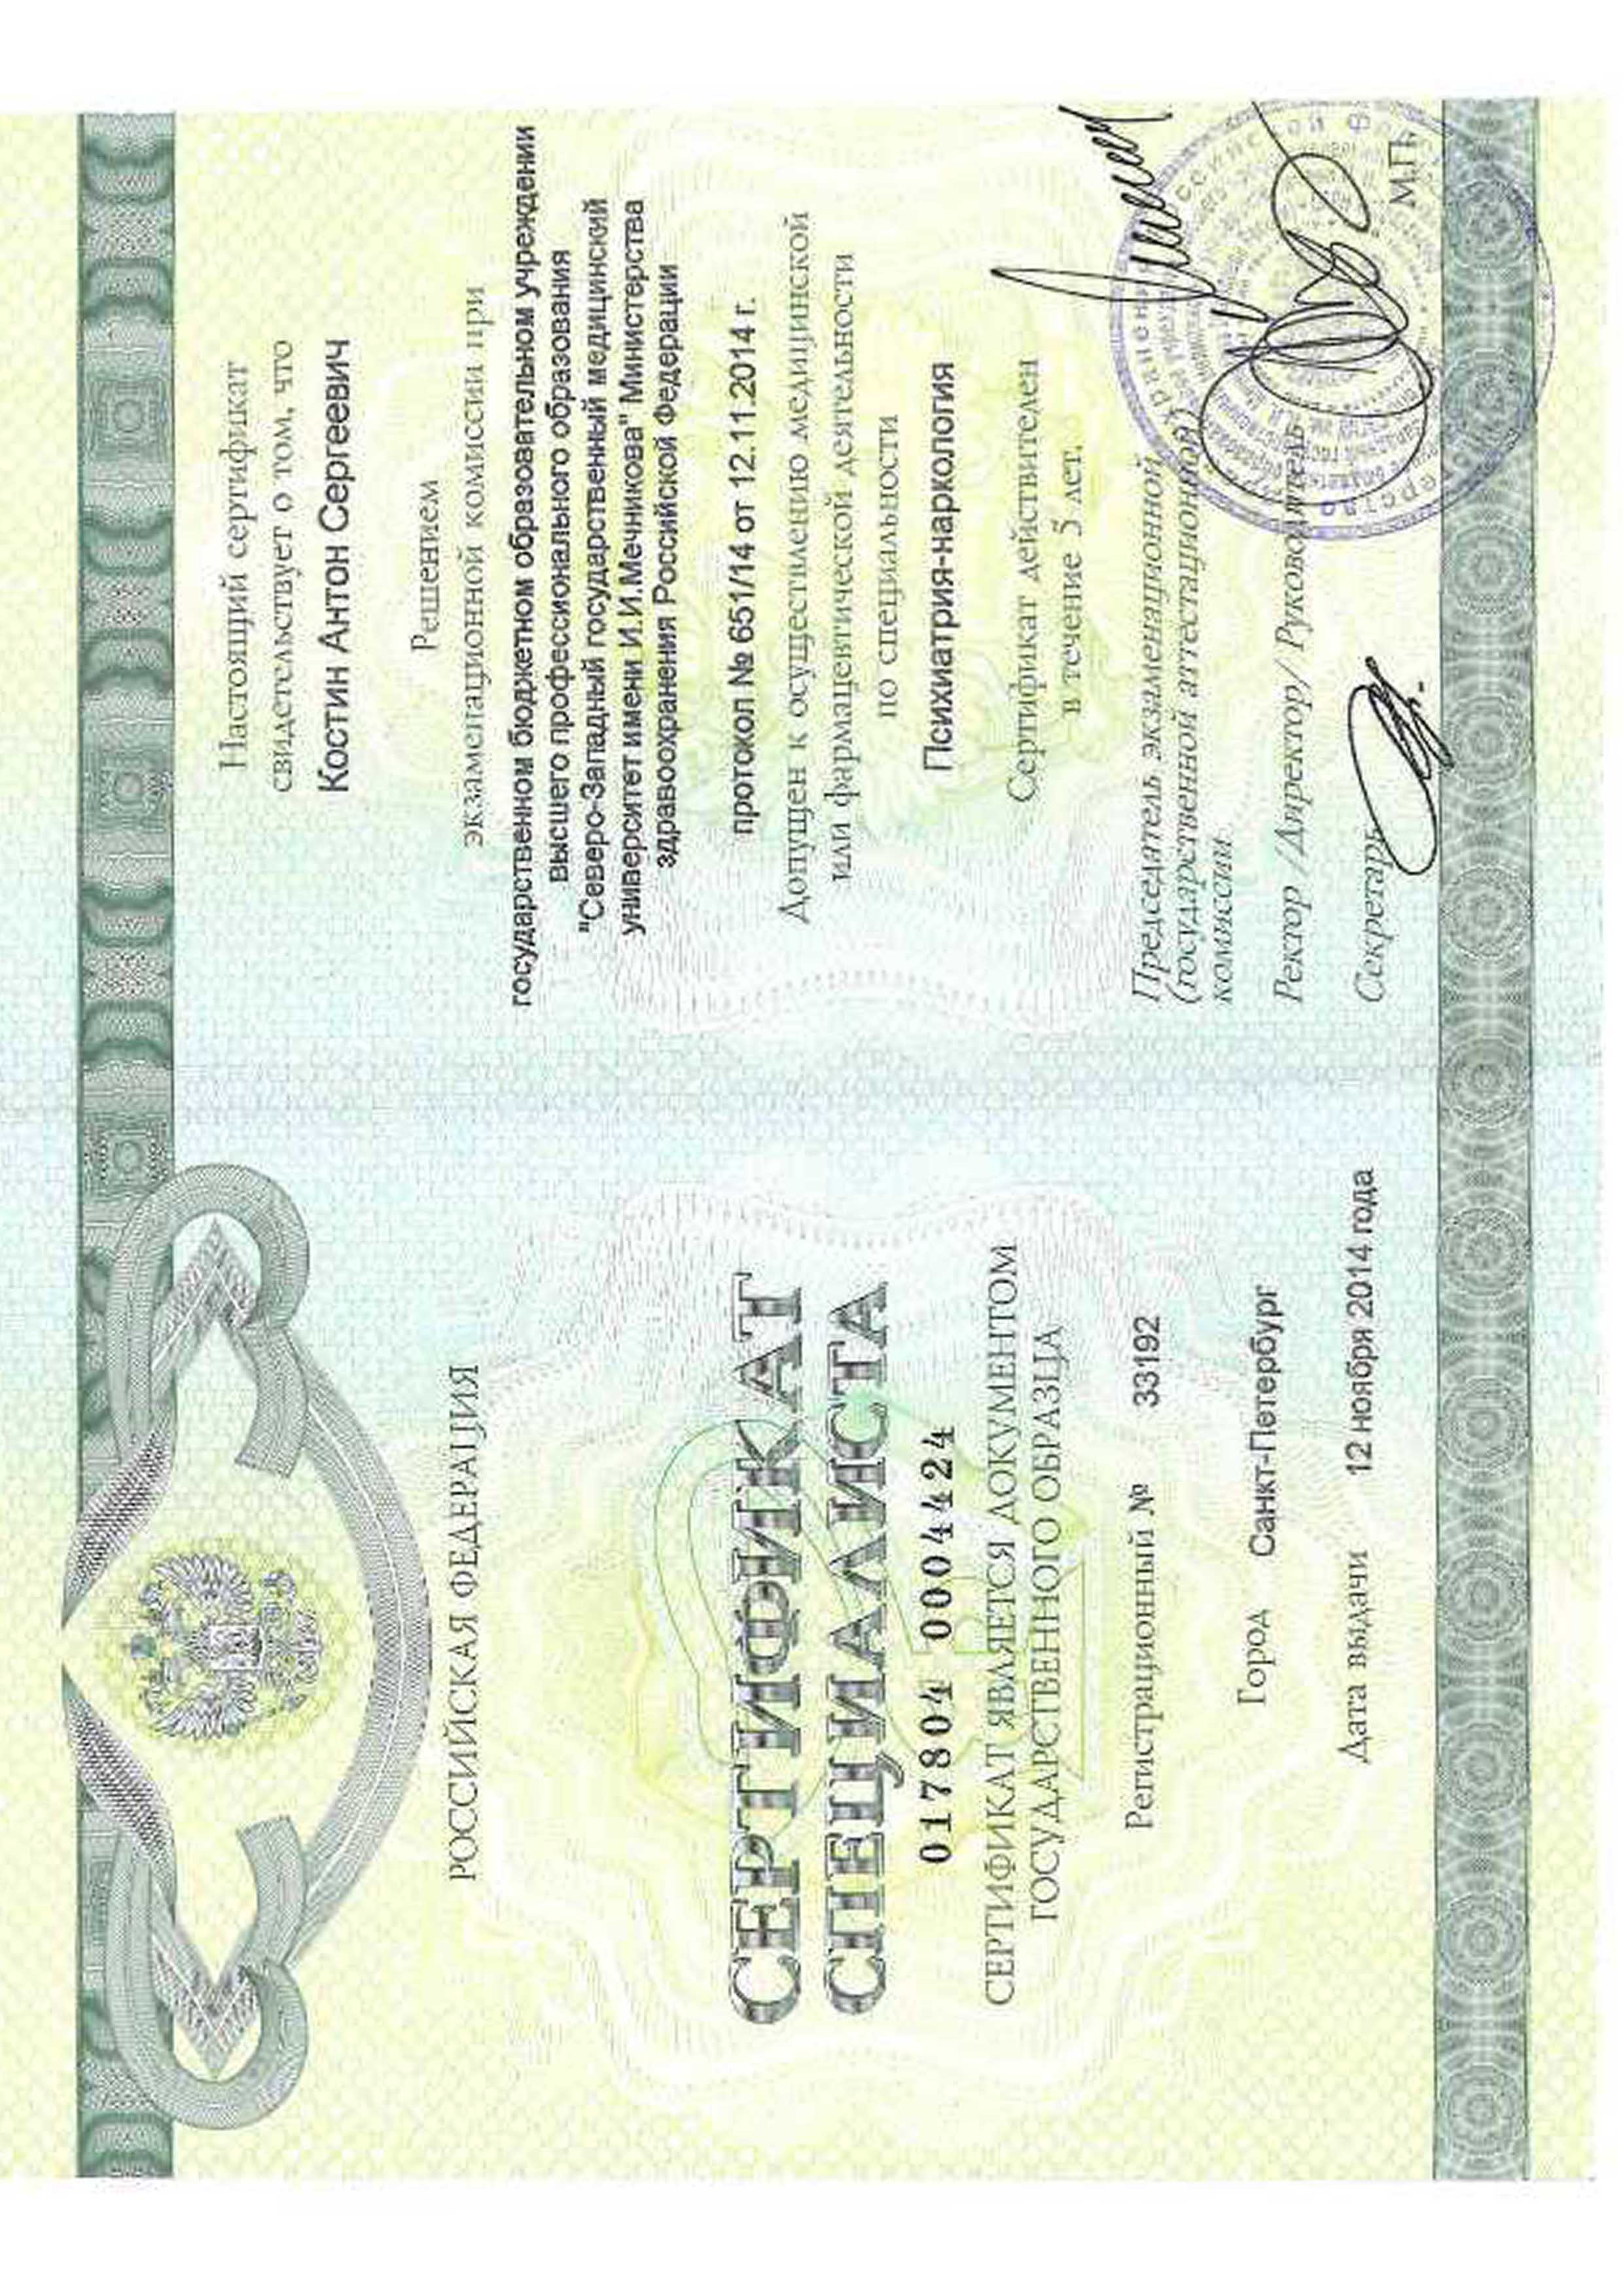 РОССИЙСКАЯ ФЕДЕРАЦИЯ
СЕРТИФИКАТ
СПЕЦИАЛИСТА
017804 0004424
СЕРТИФИКАТ ЯВЛЯЕТСЯ ДОКУМЕНТОМ
ГОСУДАРСТВЕННОГО ОБРАЗЦА
Регистрационный № 33192
Город Санкт-Петербург
Дата выдачи 12 ноября 2014 года
Настоящий сертификат
свидетельствует о том, что
Костин Антон Сергеевич
Решением
экзаменационной комиссии при
государственном бюджетном образовательном учреждении
высшего профессионального образования
"Северо-Западный государственный медицинский
университет имени И.И.Мечникова" Министерства
здравоохранения Российской Федерации
протокол № 651/14 от 12.11.2014 г.
Допущен к осуществлению медицинской
или фармацевтической деятельности
по специальности
Психиатрия-наркология
Сертификат действителен
в течение 5 лет.
Председатель экзаменационной
(государственной аттестационной)
комиссии
Ректор /Директор/ Руководитель
Секретарь
М.П.